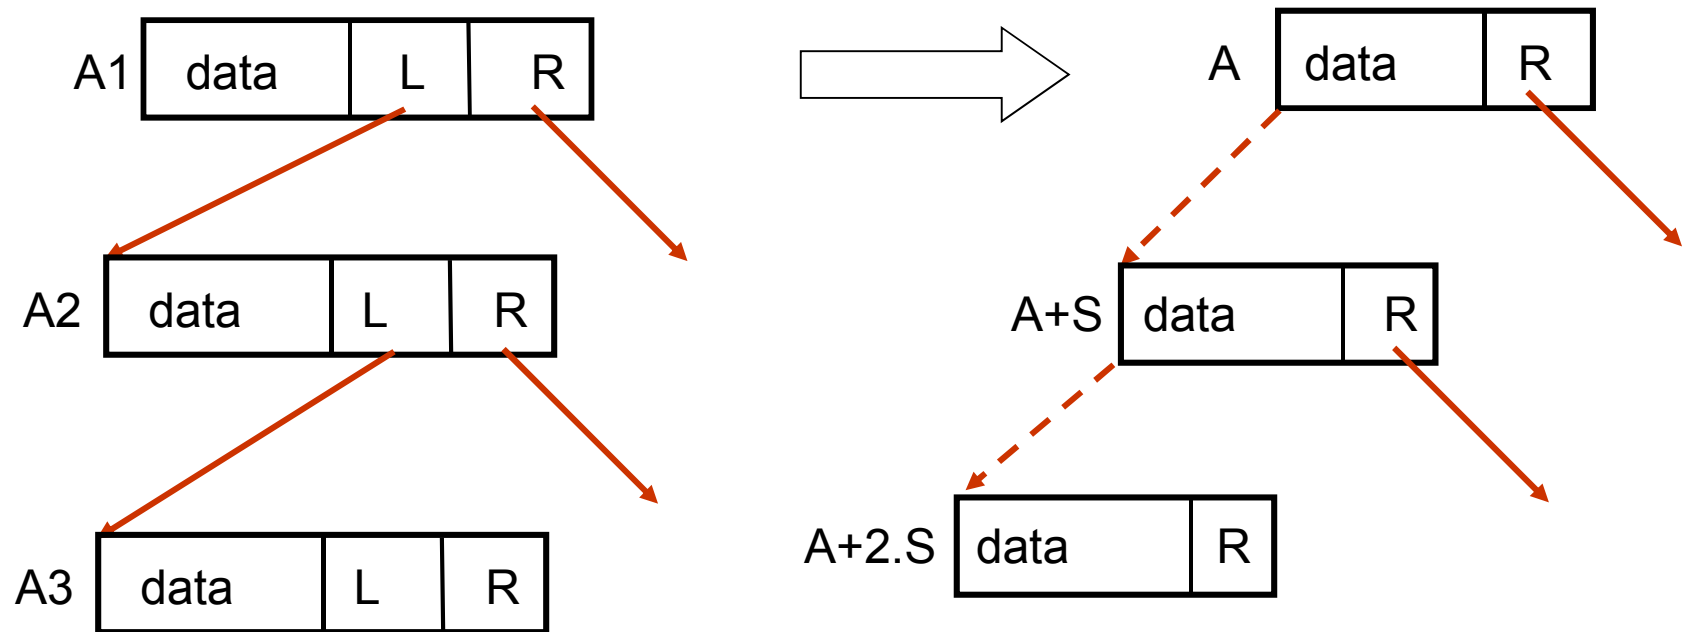 A1 data L R
A2 data L R
A3 data L R
A data R
A+S data R
A+2.S data R